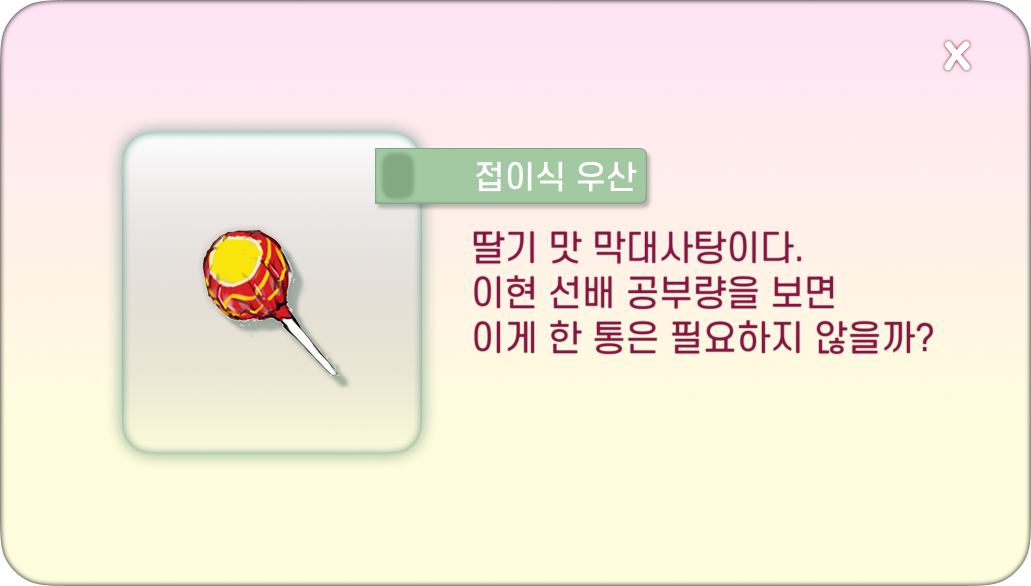 접이식 우산
딸기 맛 막대사탕이다.
이현 선배 공부량을 보면
이게 한 통은 필요하지 않을까?